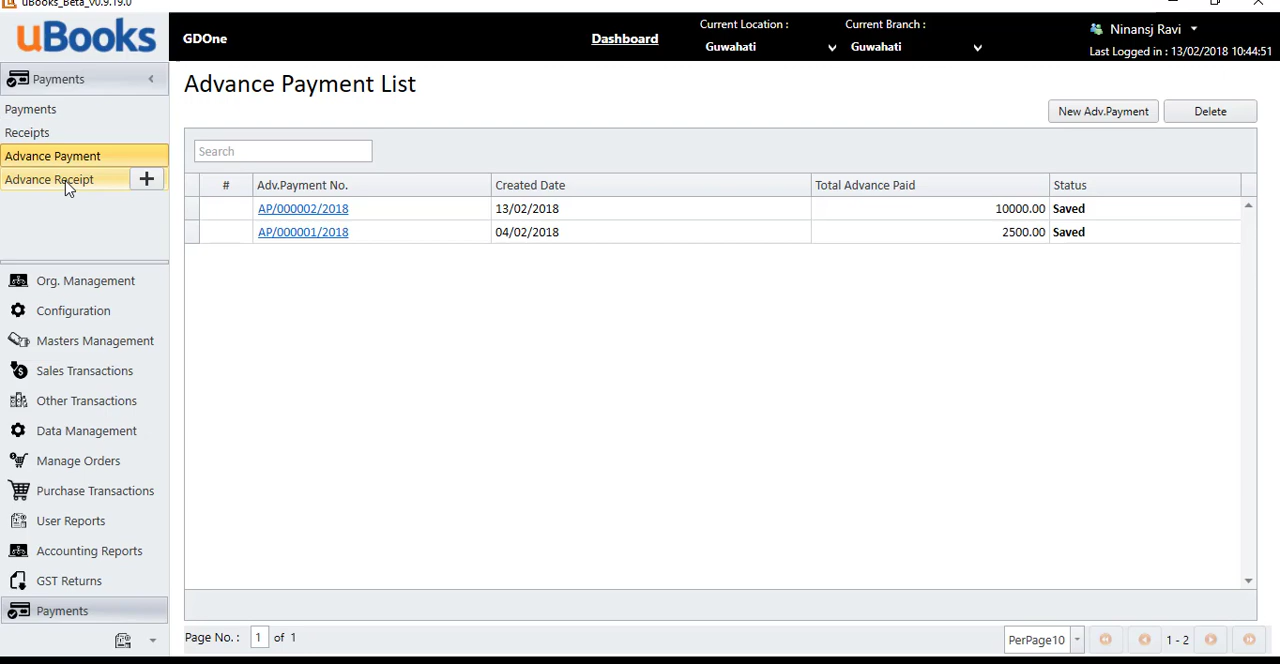 uBooks_Beta_v0.9.19.0
uBooks
GDOne
Dashboard
Current Location :
Guwahati
Current Branch :
Guwahati
Ninansj Ravi
Last Logged in : 13/02/2018 10:44:51
Payments
Payments
Receipts
Advance Payment
Advance Receipt
Org. Management
Configuration
Masters Management
Sales Transactions
Other Transactions
Data Management
Manage Orders
Purchase Transactions
User Reports
Accounting Reports
GST Returns
Payments
Advance Payment List
New Adv.Payment Delete
Search
# Adv.Payment No. Created Date Total Advance Paid Status
AP/000002/2018 13/02/2018 10000.00 Saved
AP/000001/2018 04/02/2018 2500.00 Saved
Page No. : 1 of 1
PerPage10 1 - 2